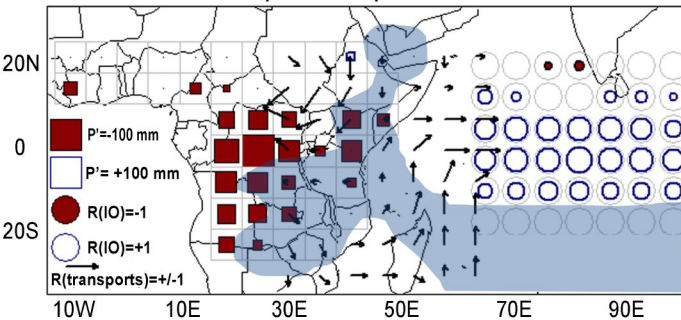 20N
0
20S
P'=-100 mm
P'= +100 mm
R(IO)=-1
R(IO)=+1
R(transports)=+/-1
10W 10E 30E 50E 70E 90E